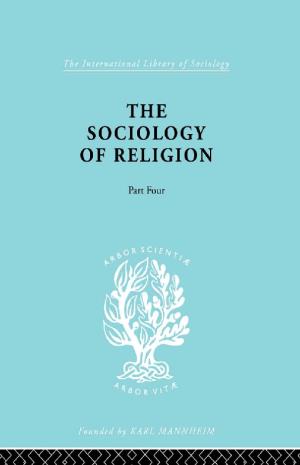 The International Library of Sociology
THE
SOCIOLOGY
OF RELIGION
Part Four
ARBOR SCIENTIÆ
ARBOR VITÆ
Founded by KARL MANNHEIM